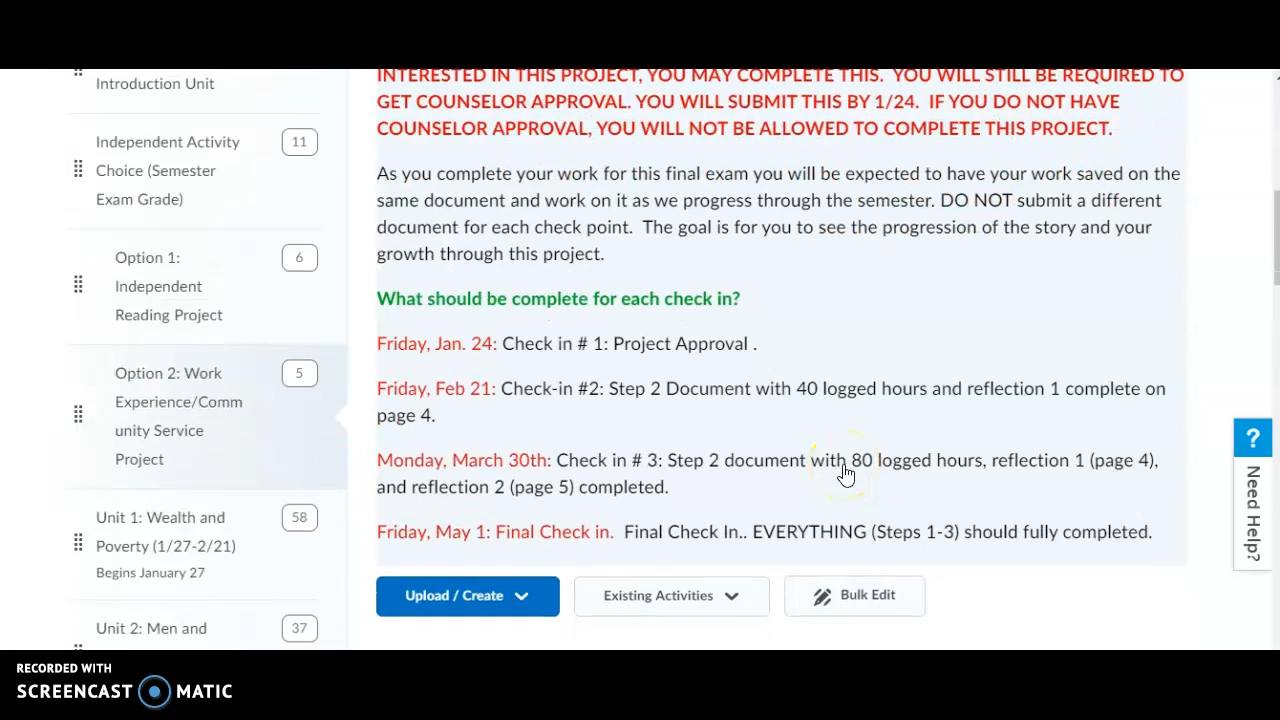 Introduction Unit
Independent Activity
Choice (Semester
Exam Grade)
11
Option 1:
Independent
Reading Project
6
Option 2: Work
Experience/Comm
unity Service
Project
5
Unit 1: Wealth and
Poverty (1/27-2/21)
Begins January 27
58
Unit 2: Men and
37
INTERESTED IN THIS PROJECT, YOU MAY COMPLETE THIS. YOU WILL STILL BE REQUIRED TO
GET COUNSELOR APPROVAL. YOU WILL SUBMIT THIS BY 1/24. IF YOU DO NOT HAVE
COUNSELOR APPROVAL, YOU WILL NOT BE ALLOWED TO COMPLETE THIS PROJECT.
As you complete your work for this final exam you will be expected to have your work saved on the
same document and work on it as we progress through the semester. DO NOT submit a different
document for each check point. The goal is for you to see the progression of the story and your
growth through this project.
What should be complete for each check in?
Friday, Jan. 24: Check in # 1: Project Approval .
Friday, Feb 21: Check-in #2: Step 2 Document with 40 logged hours and reflection 1 complete on
page 4.
Monday, March 30th: Check in # 3: Step 2 document with 80 logged hours, reflection 1 (page 4),
and reflection 2 (page 5) completed.
Friday, May 1: Final Check in. Final Check In.. EVERYTHING (Steps 1-3) should fully completed.
Upload / Create
Existing Activities
Bulk Edit
?
Need Help?
RECORDED WITH
SCREENCAST MATIC